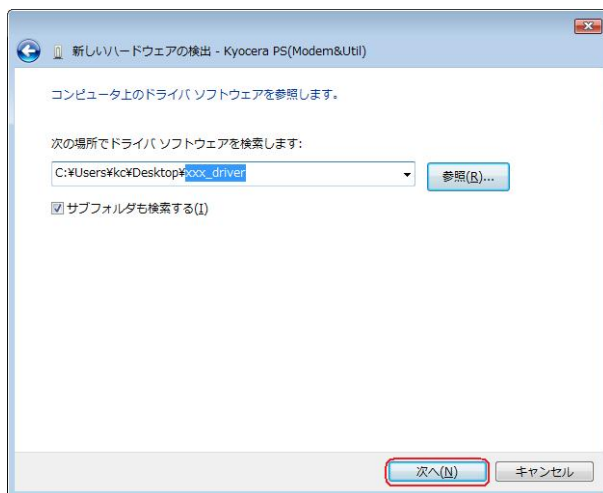 新しいハードウェアの検出 - Kyocera PS(Modem&Util)
コンピュータ上のドライバ ソフトウェアを参照します。
次の場所でドライバ ソフトウェアを検索します:
C:¥Users¥kc¥Desktop¥xxx_driver
参照(R)...
サブフォルダも検索する(I)
次へ(N)
キャンセル